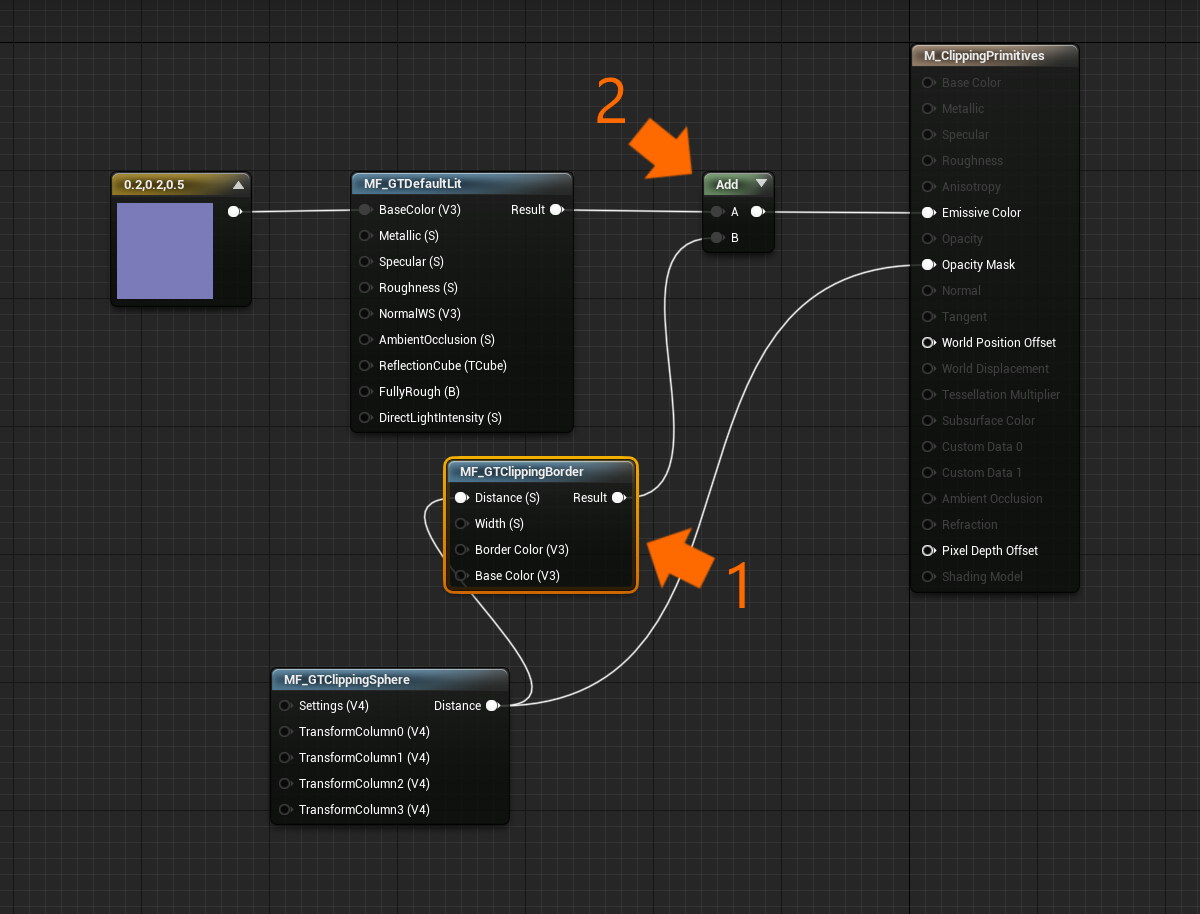 2
M_ClippingPrimitives
Base Color
Metallic
Specular
Roughness
Anisotropy
Emissive Color
Opacity
Opacity Mask
Normal
Tangent
World Position Offset
World Displacement
Tessellation Multiplier
Subsurface Color
Custom Data 0
Custom Data 1
Ambient Occlusion
Refraction
Pixel Depth Offset
Shading Model
0.2,0.2,0.5
MF_GTDefaultLit
BaseColor (V3) Result
Metallic (S)
Specular (S)
Roughness (S)
NormalWS (V3)
AmbientOcclusion (S)
ReflectionCube (TCube)
FullyRough (B)
DirectLightIntensity (S)
Add
A
B
MF_GTClippingBorder
Distance (S) Result
Width (S)
Border Color (V3)
Base Color (V3)
1
MF_GTClippingSphere
Settings (V4) Distance
TransformColumn0 (V4)
TransformColumn1 (V4)
TransformColumn2 (V4)
TransformColumn3 (V4)